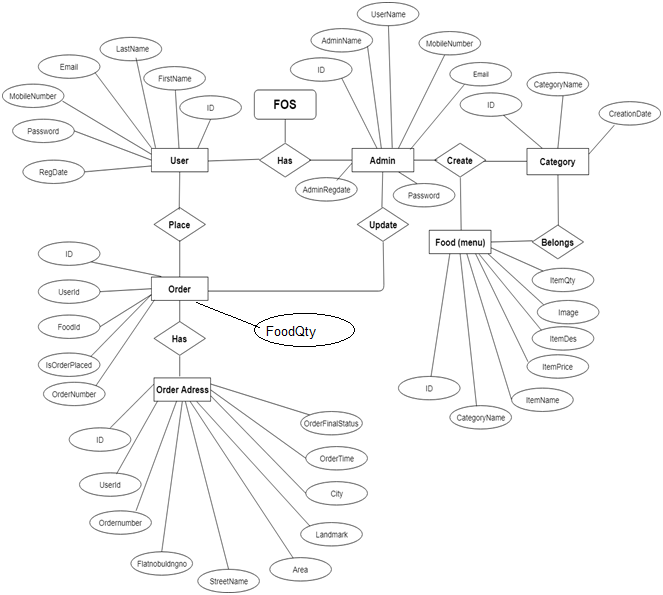 UserName
AdminName
LastName
MobileNumber
FirstName
Email
ID
Email
CategoryName
MobileNumber
ID
FOS
ID
CreationDate
Password
User
Has
Admin
Create
Category
RegDate
AdminRegdate
Password
Place
Update
Food (menu)
Belongs
ID
ItemQty
UserId
Order
Image
FoodId
FoodQty
ItemDes
Has
IsOrderPlaced
ItemPrice
OrderNumber
Order Adress
ID
ItemName
CategoryName
OrderFinalStatus
ID
OrderTime
UserId
City
Ordernumber
Landmark
Flatnobuldngno
Area
StreetName